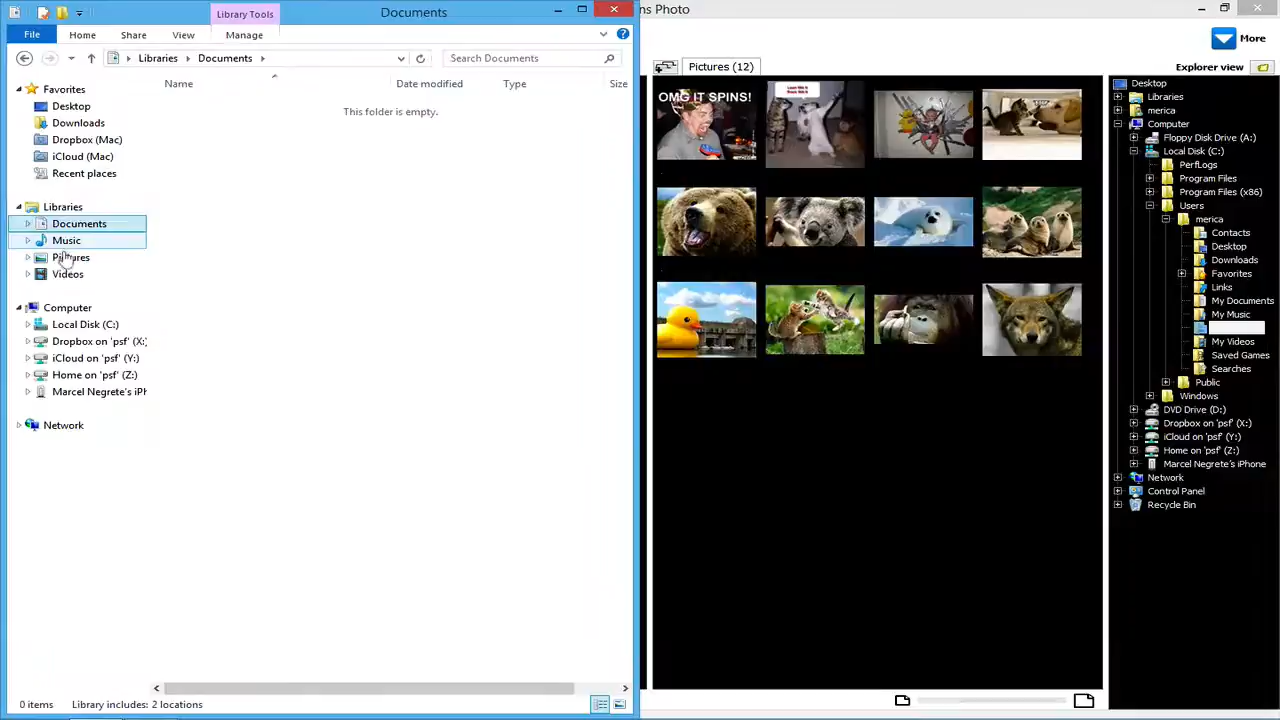 Library Tools
Documents
File
Home
Share
View
Manage
Libraries
Documents
Search Documents
Name
Date modified
Type
Size
This folder is empty.
Favorites
Desktop
Downloads
Dropbox (Mac)
iCloud (Mac)
Recent places
Libraries
Documents
Music
Pictures
Videos
Computer
Local Disk (C:)
Dropbox on 'psf' (X:)
iCloud on 'psf' (Y:)
Home on 'psf' (Z:)
Marcel Negrete's iPh
Network
0 items
Library includes: 2 locations
ns Photo
More
Pictures (12)
Explorer view
OMG IT SPINS!
Desktop
Libraries
merica
Computer
Floppy Disk Drive (A:)
Local Disk (C:)
PerfLogs
Program Files
Program Files (x86)
Users
merica
Contacts
Desktop
Downloads
Favorites
Links
My Documents
My Music
My Videos
Saved Games
Searches
Public
Windows
DVD Drive (D:)
Dropbox on 'psf' (X:)
iCloud on 'psf' (Y:)
Home on 'psf' (Z:)
Marcel Negrete's iPhone
Network
Control Panel
Recycle Bin